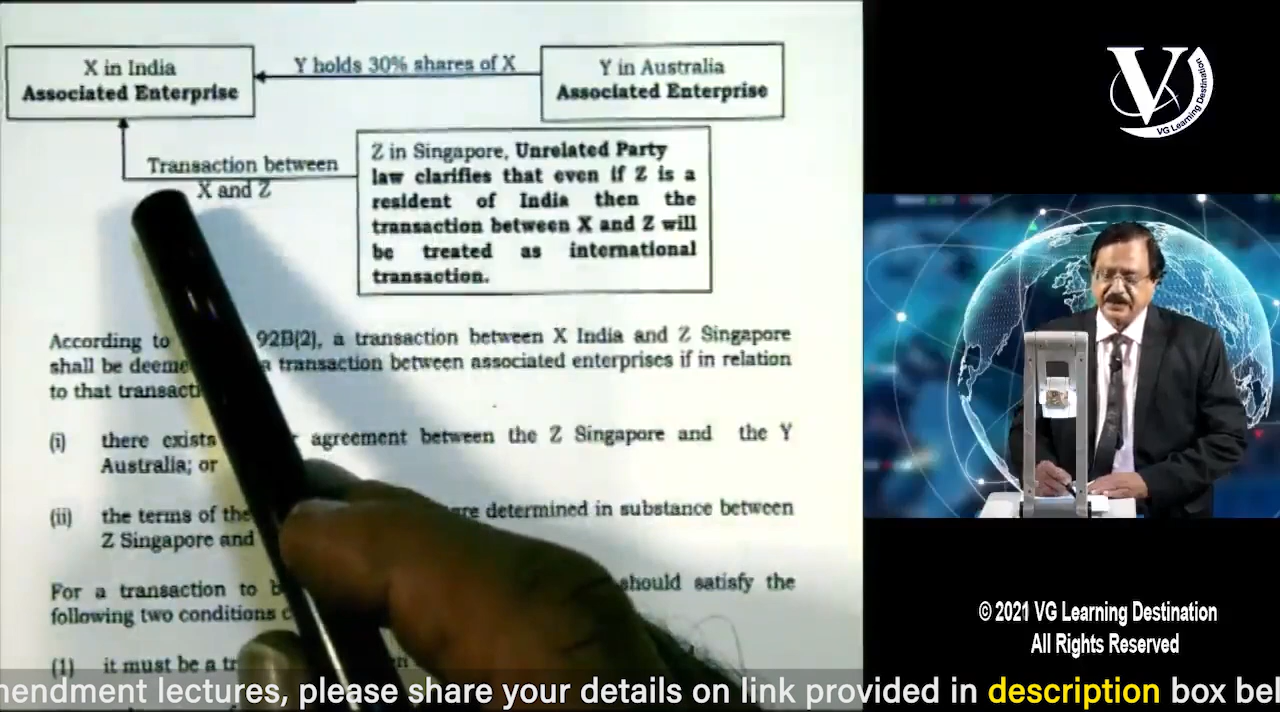 X in India
Associated Enterprise
Y holds 30% shares of X
Y in Australia
Associated Enterprise
Transaction between
X and Z
Z in Singapore, Unrelated Party
law clarifies that even if Z is a
resident of India then the
transaction between X and Z will
be treated as international
transaction.
According to 92B(2), a transaction between X India and Z Singapore
shall be a transaction between associated enterprises if in relation
to that
(i) there exists agreement between the Z Singapore and the Y
Australia; or
(ii) the terms of the are determined in substance between
Z Singapore and
For a transaction to should satisfy the
following two conditions
(1) it must be a
V
VG Learning Destination
© 2021 VG Learning Destination
All Rights Reserved
lectures, please share your details on link provided in description box